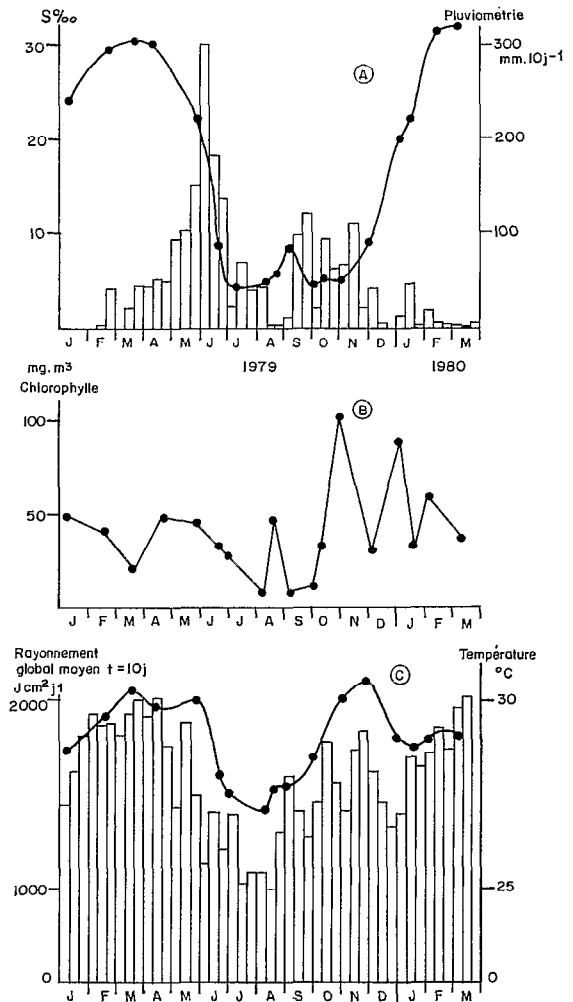 S‰
Pluviométrie
mm.10j-1
30
20
10
300
200
100
A
J F M A M J J A S O N D J F M
1979 1980
mg. m3
Chlorophylle
100
50
B
J F M A M J J A S O N D J F M
Rayonnement
global moyen t = 10j
J cm2 j1
2000
1000
0
Température
°C
30
25
0
C
J F M A M J J A S O N D J F M